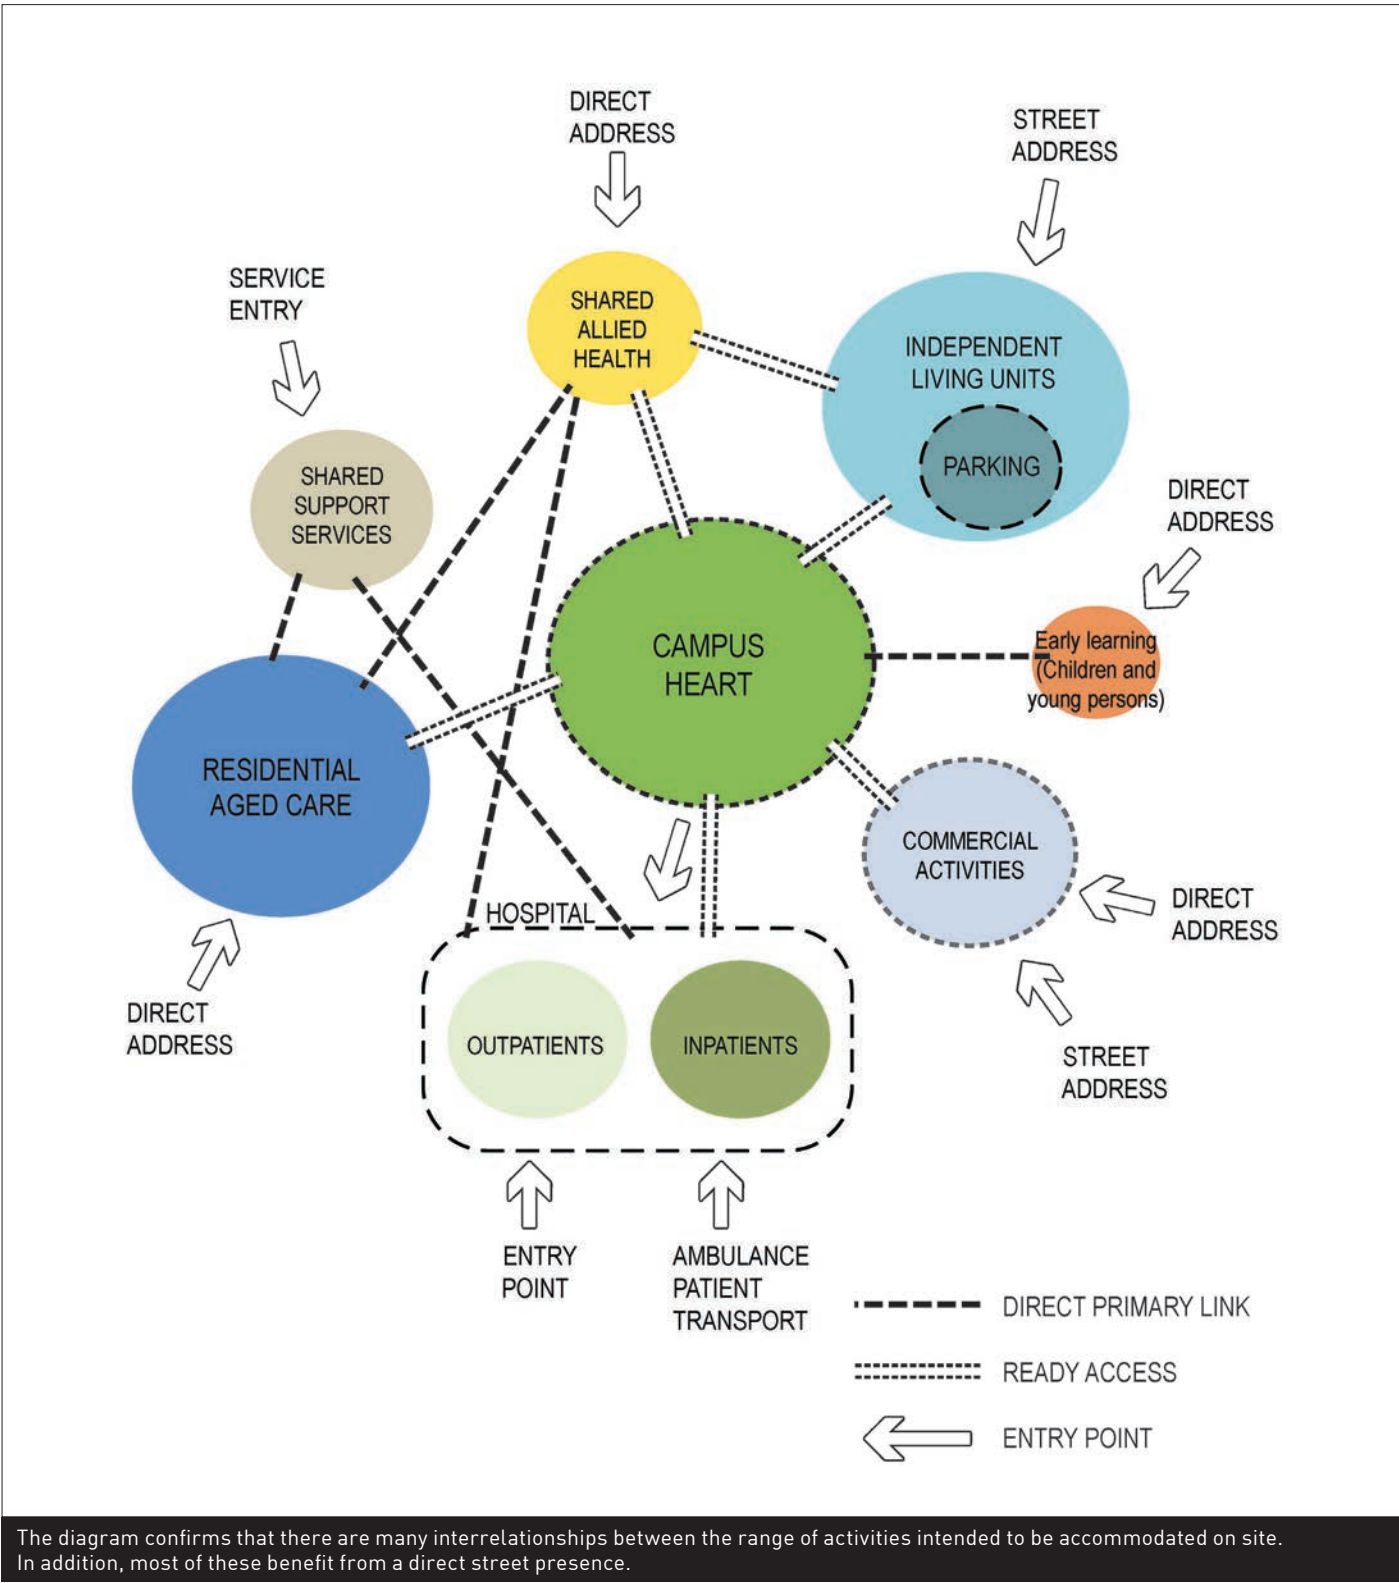 DIRECT
ADDRESS
STREET
ADDRESS
SERVICE
ENTRY
SHARED
ALLIED
HEALTH
INDEPENDENT
LIVING UNITS
PARKING
SHARED
SUPPORT
SERVICES
DIRECT
ADDRESS
CAMPUS
HEART
Early learning
(Children and
young persons)
RESIDENTIAL
AGED CARE
COMMERCIAL
ACTIVITIES
DIRECT
ADDRESS
HOSPITAL
DIRECT
ADDRESS
OUTPATIENTS
INPATIENTS
STREET
ADDRESS
ENTRY
POINT
AMBULANCE
PATIENT
TRANSPORT
DIRECT PRIMARY LINK
READY ACCESS
ENTRY POINT
The diagram confirms that there are many interrelationships between the range of activities intended to be accommodated on site.
In addition, most of these benefit from a direct street presence.